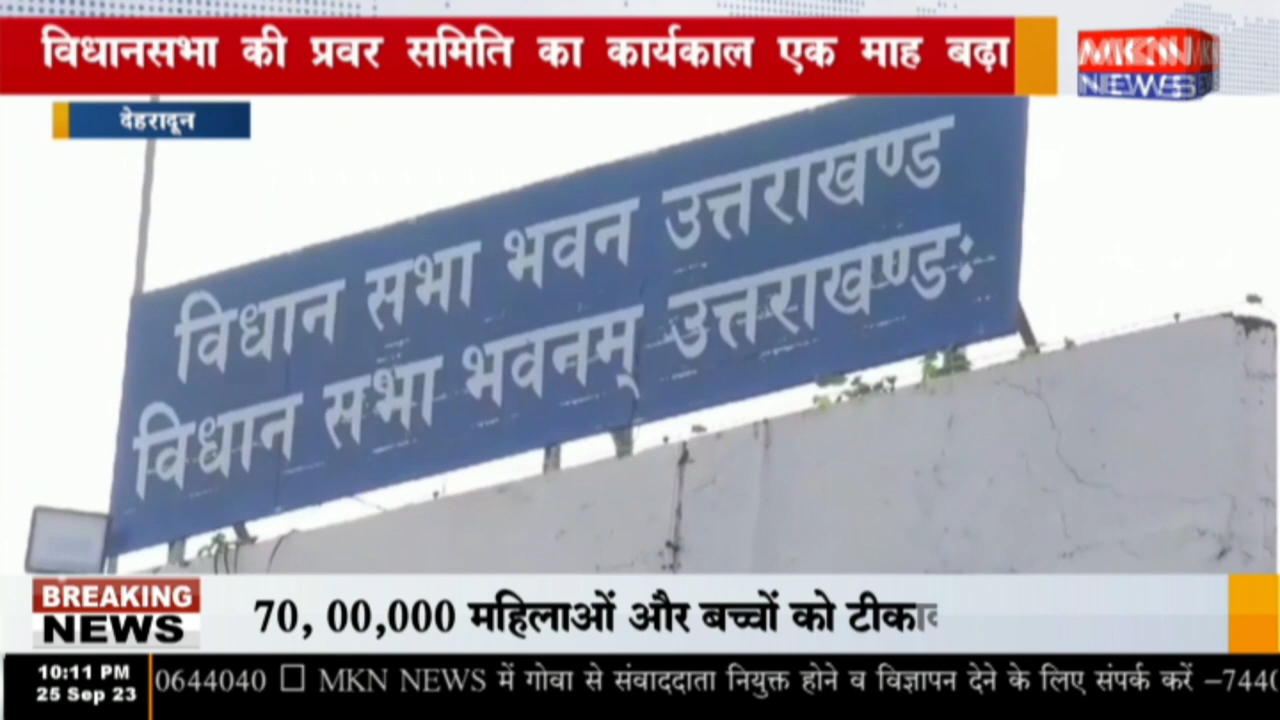 विधानसभा की प्रवर समिति का कार्यकाल एक माह बढ़ा
MKN
NEWS
देहरादून
विधान सभा भवन उत्तराखण्ड
विधान सभा भवनम् उत्तराखण्डः
BREAKING
NEWS
70, 00,000 महिलाओं और बच्चों को
10:11 PM
25 Sep 23
0644040 □ MKN NEWS में गोवा से संवाददाता नियुक्त होने व विज्ञापन देने के लिए संपर्क करें –7440